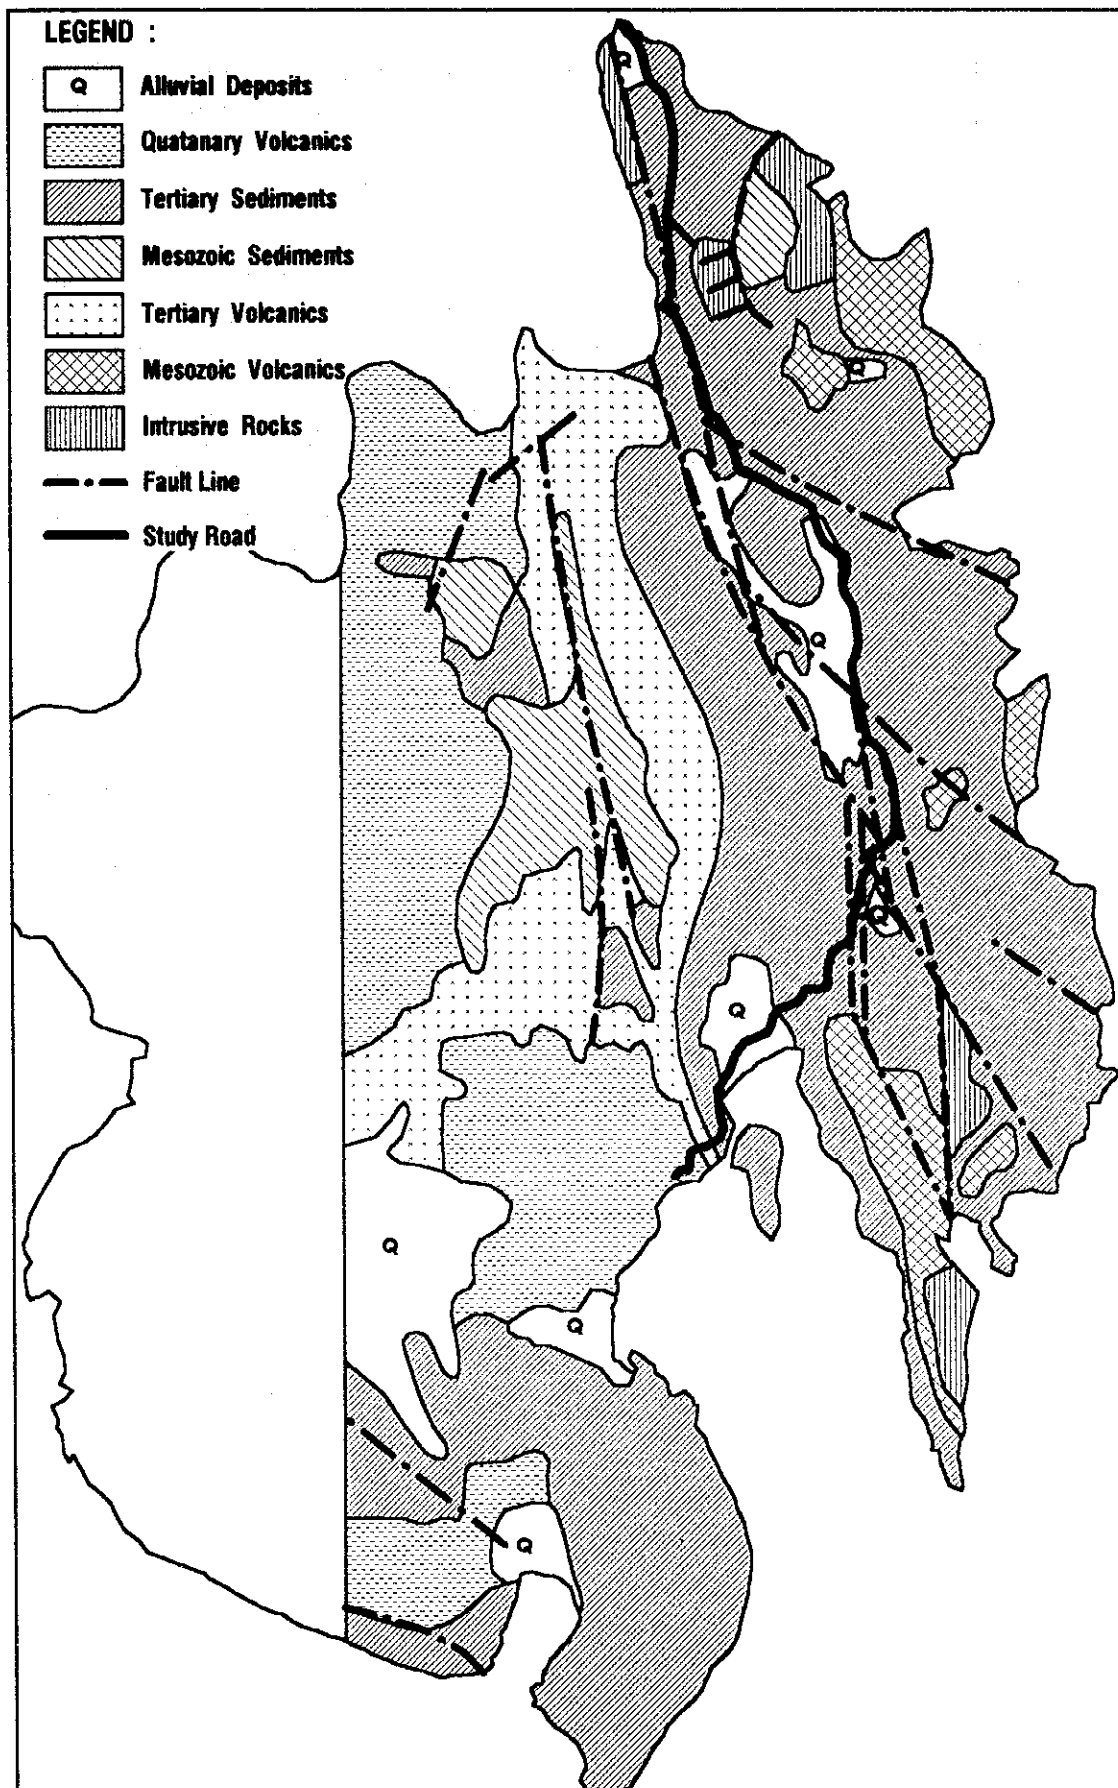 LEGEND :
Q Alluvial Deposits
Quatanary Volcanics
Tertiary Sediments
Mesozoic Sediments
Tertiary Volcanics
Mesozoic Volcanics
Intrusive Rocks
Fault Line
Study Road
Q
Q
Q
Q
Q
Q
Q
Q